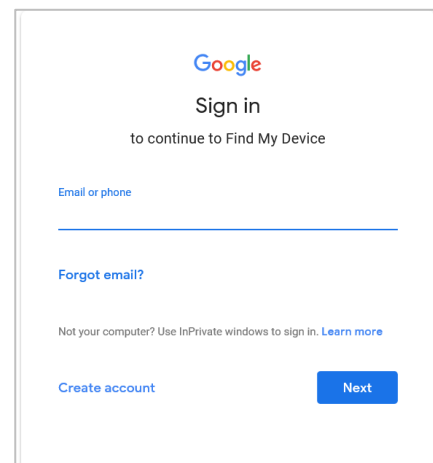 Google
Sign in
to continue to Find My Device
Email or phone
Forgot email?
Not your computer? Use InPrivate windows to sign in. Learn more
Create account
Next